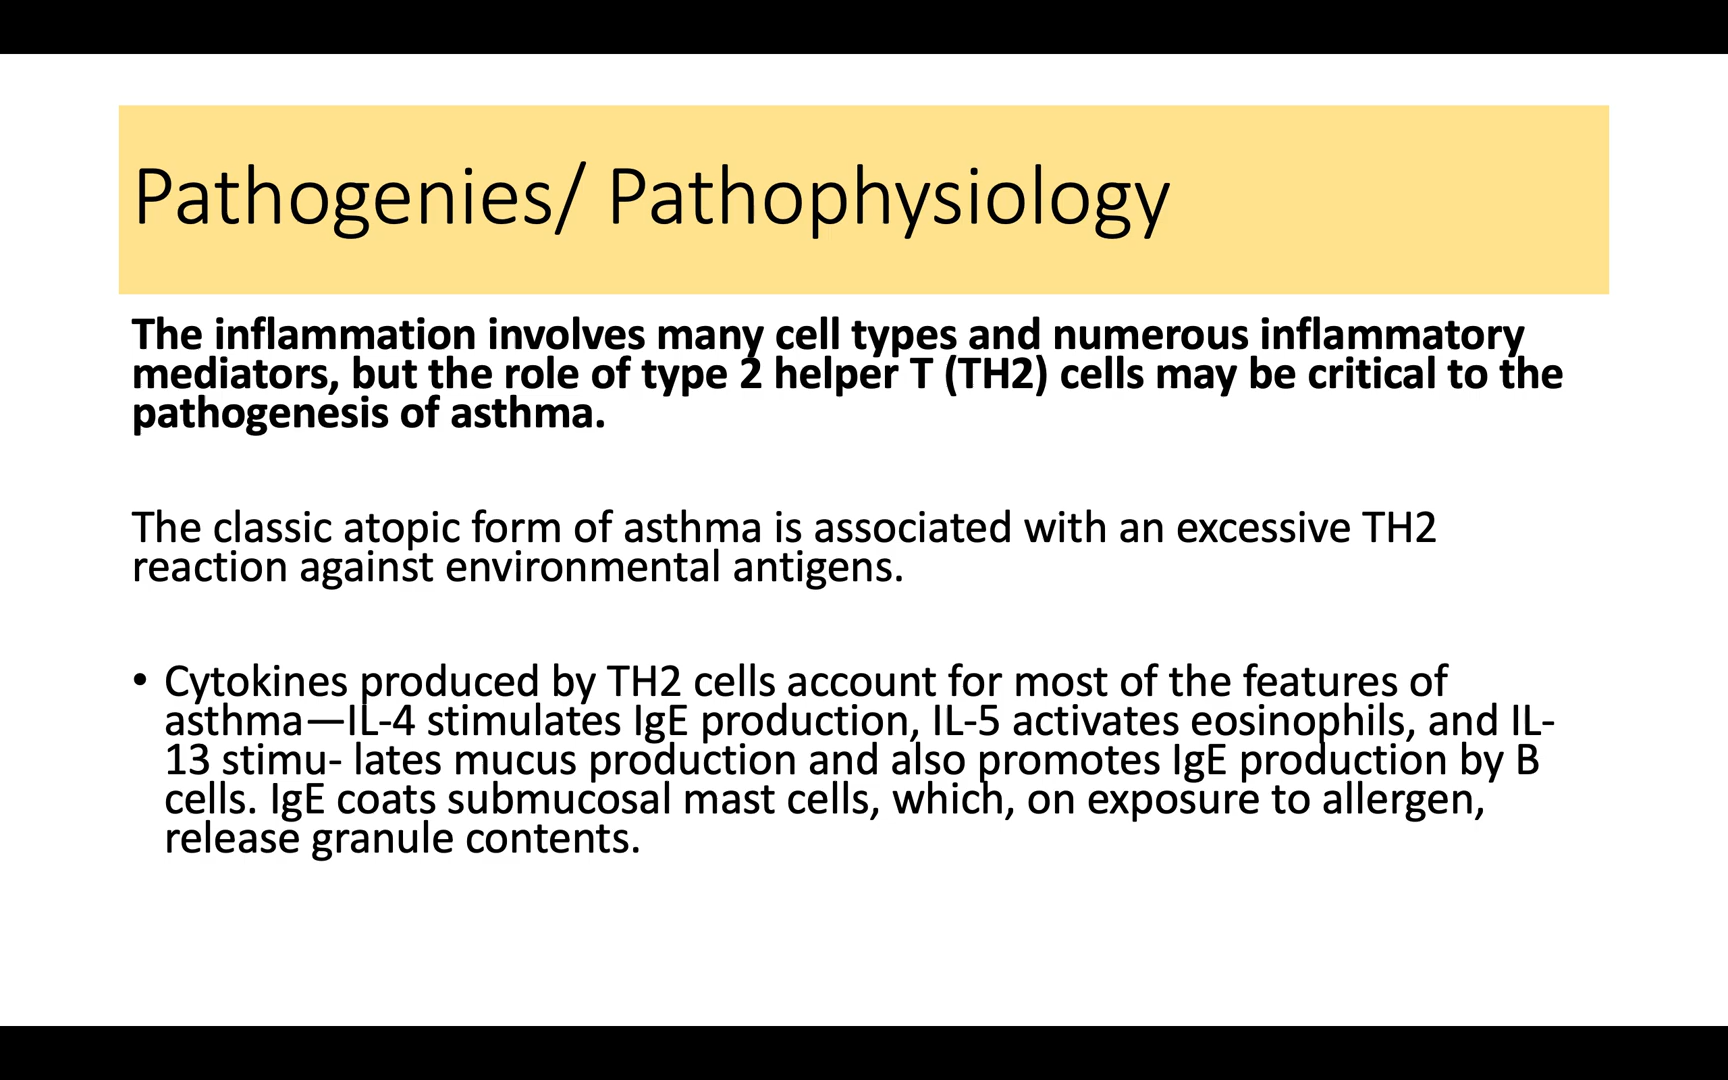 Pathogenies/ Pathophysiology
The inflammation involves many cell types and numerous inflammatory
mediators, but the role of type 2 helper T (TH2) cells may be critical to the
pathogenesis of asthma.
The classic atopic form of asthma is associated with an excessive TH2
reaction against environmental antigens.
• Cytokines produced by TH2 cells account for most of the features of
asthma—IL-4 stimulates IgE production, IL-5 activates eosinophils, and IL-
13 stimu- lates mucus production and also promotes IgE production by B
cells. IgE coats submucosal mast cells, which, on exposure to allergen,
release granule contents.